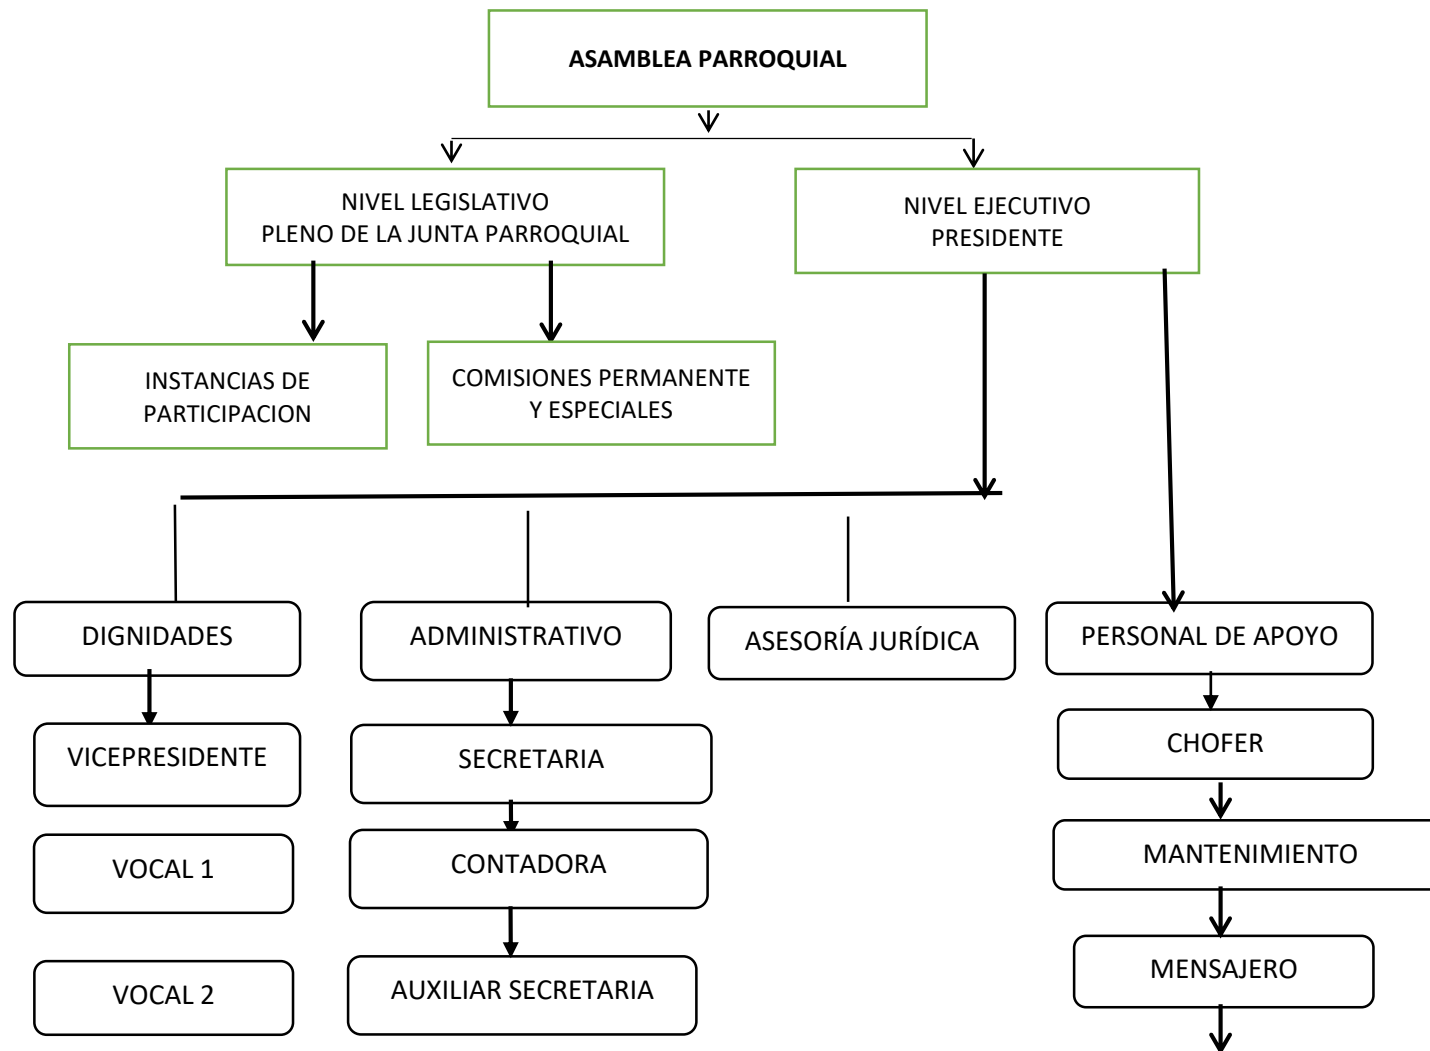 ASAMBLEA PARROQUIAL
NIVEL LEGISLATIVO
PLENO DE LA JUNTA PARROQUIAL
NIVEL EJECUTIVO
PRESIDENTE
INSTANCIAS DE
PARTICIPACION
COMISIONES PERMANENTE
Y ESPECIALES
DIGNIDADES
ADMINISTRATIVO
ASESORÍA JURÍDICA
PERSONAL DE APOYO
VICEPRESIDENTE
SECRETARIA
CHOFER
VOCAL 1
CONTADORA
MANTENIMIENTO
VOCAL 2
AUXILIAR SECRETARIA
MENSAJERO